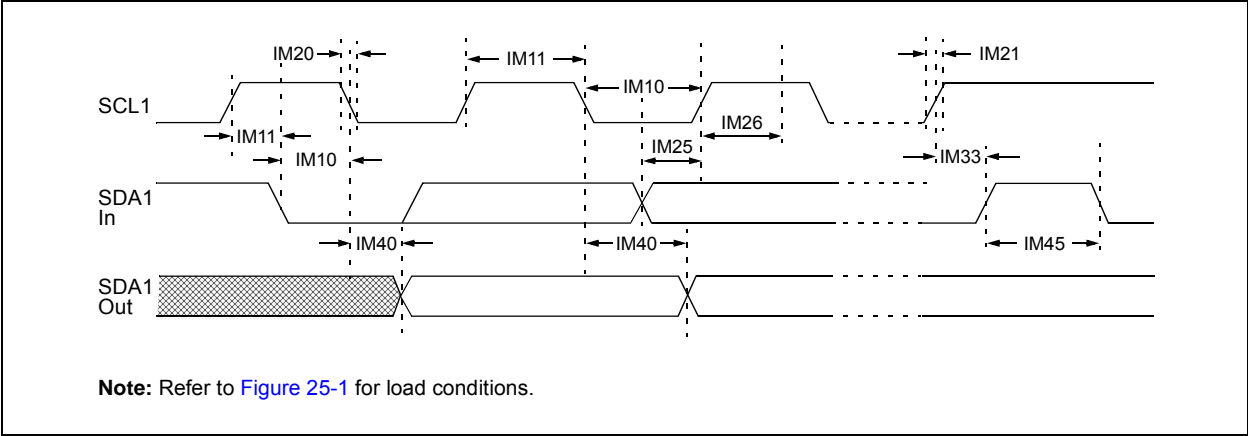 IM20
IM11
IM21
IM10
SCL1
IM11
IM26
IM10
IM25
IM33
SDA1
In
IM40
IM40
IM45
SDA1
Out
Note: Refer to Figure 25-1 for load conditions.